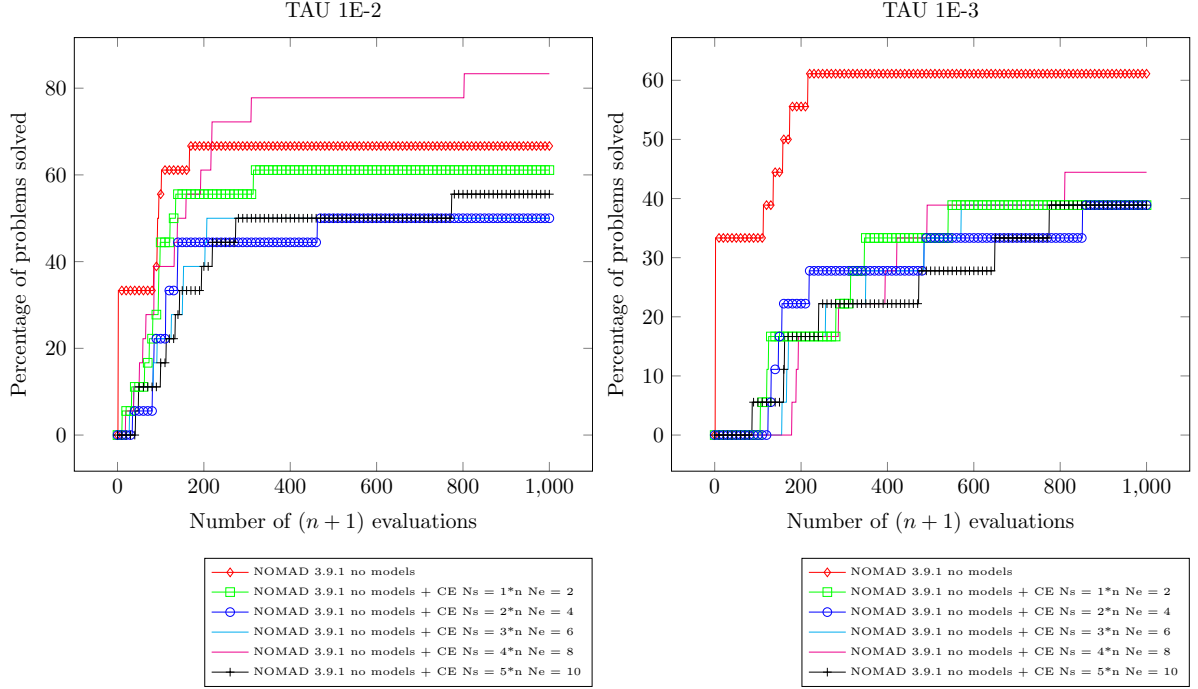 TAU 1E-2
80
60
40
20
0
Percentage of problems solved
0 200 400 600 800 1,000
Number of (n + 1) evaluations
NOMAD 3.9.1 no models
NOMAD 3.9.1 no models + CE Ns = 1*n Ne = 2
NOMAD 3.9.1 no models + CE Ns = 2*n Ne = 4
NOMAD 3.9.1 no models + CE Ns = 3*n Ne = 6
NOMAD 3.9.1 no models + CE Ns = 4*n Ne = 8
NOMAD 3.9.1 no models + CE Ns = 5*n Ne = 10
TAU 1E-3
60
50
40
30
20
10
0
Percentage of problems solved
0 200 400 600 800 1,000
Number of (n + 1) evaluations
NOMAD 3.9.1 no models
NOMAD 3.9.1 no models + CE Ns = 1*n Ne = 2
NOMAD 3.9.1 no models + CE Ns = 2*n Ne = 4
NOMAD 3.9.1 no models + CE Ns = 3*n Ne = 6
NOMAD 3.9.1 no models + CE Ns = 4*n Ne = 8
NOMAD 3.9.1 no models + CE Ns = 5*n Ne = 10